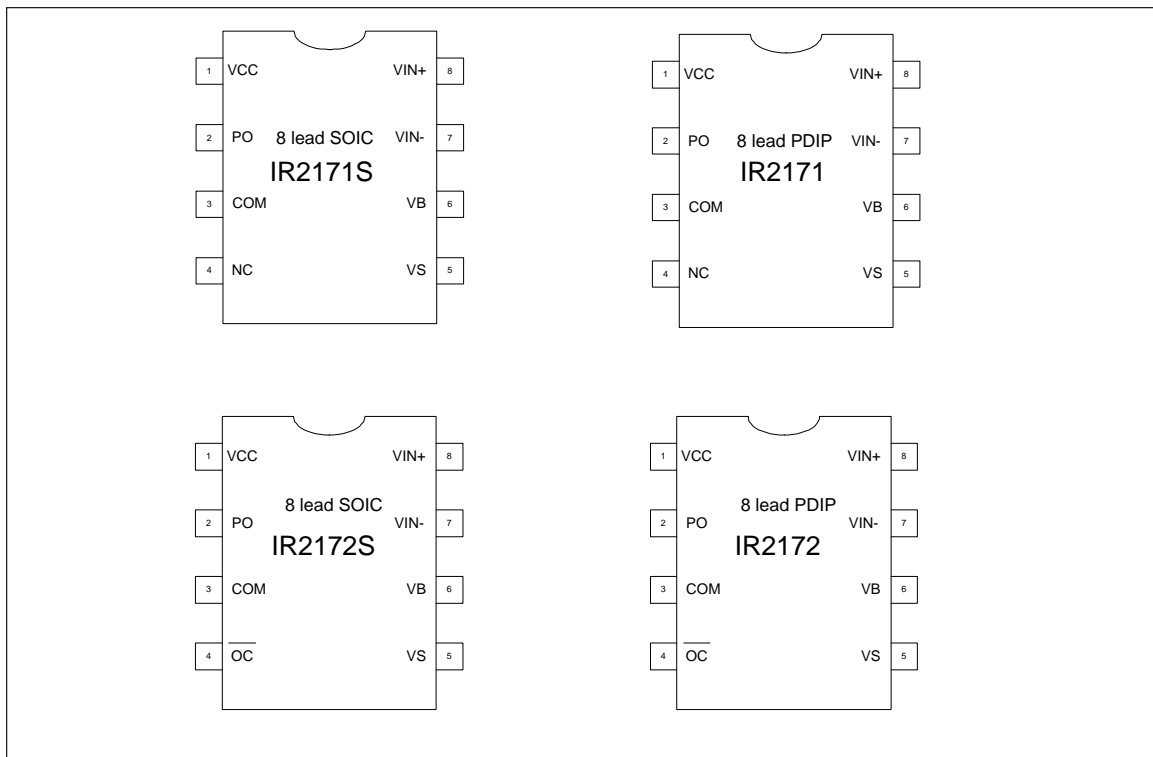 1 VCC VIN+ 8
2 PO 8 lead SOIC VIN- 7
IR2171S
3 COM VB 6
4 NC VS 5
1 VCC VIN+ 8
2 PO 8 lead PDIP VIN- 7
IR2171
3 COM VB 6
4 NC VS 5
1 VCC VIN+ 8
8 lead SOIC
2 PO VIN- 7
IR2172S
3 COM VB 6
4 O̅C̅ VS 5
1 VCC VIN+ 8
8 lead PDIP
2 PO VIN- 7
IR2172
3 COM VB 6
4 O̅C̅ VS 5